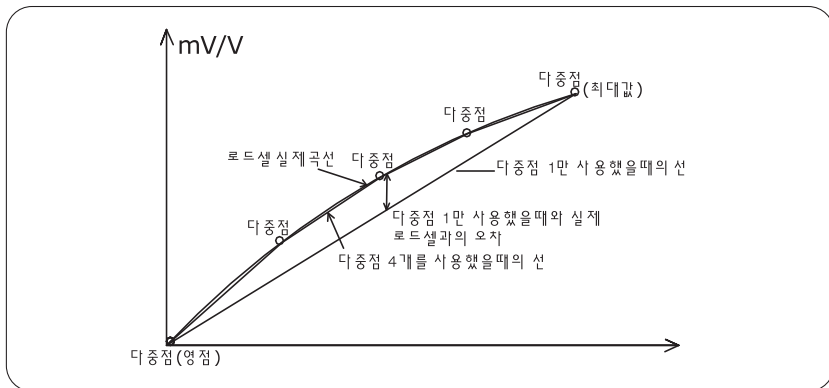 mV/V
다중점
(최대값)
다중점
로드셀실제곡선
다중점
다중점 1만 사용했을때의 선
다중점
다중점 1만 사용했을때와 실제
로드셀과의 오차
다중점 4개를 사용했을때의 선
다중점(영점)